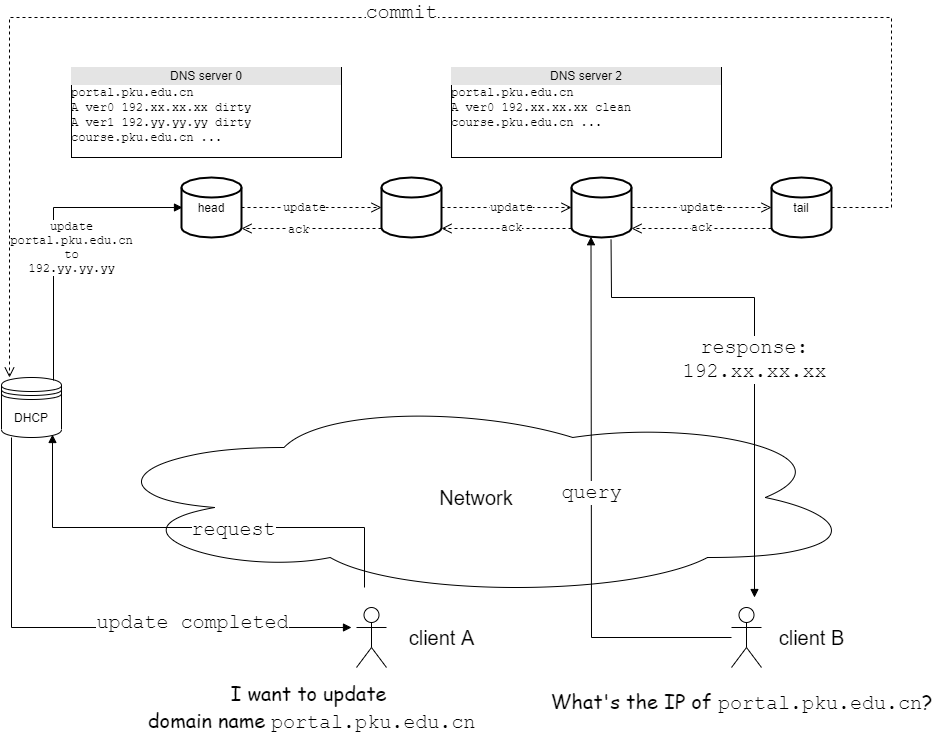 commit
DNS server 0
portal.pku.edu.cn
A ver0 192.xx.xx.xx dirty
A ver1 192.yy.yy.yy dirty
course.pku.edu.cn ...
DNS server 2
portal.pku.edu.cn
A ver0 192.xx.xx.xx clean
course.pku.edu.cn ...
head
update
ack
update
ack
update
ack
tail
update
portal.pku.edu.cn
to
192.yy.yy.yy
response:
192.xx.xx.xx
DHCP
Network
query
request
update completed
client A
client B
I want to update
domain name portal.pku.edu.cn
What's the IP of portal.pku.edu.cn?